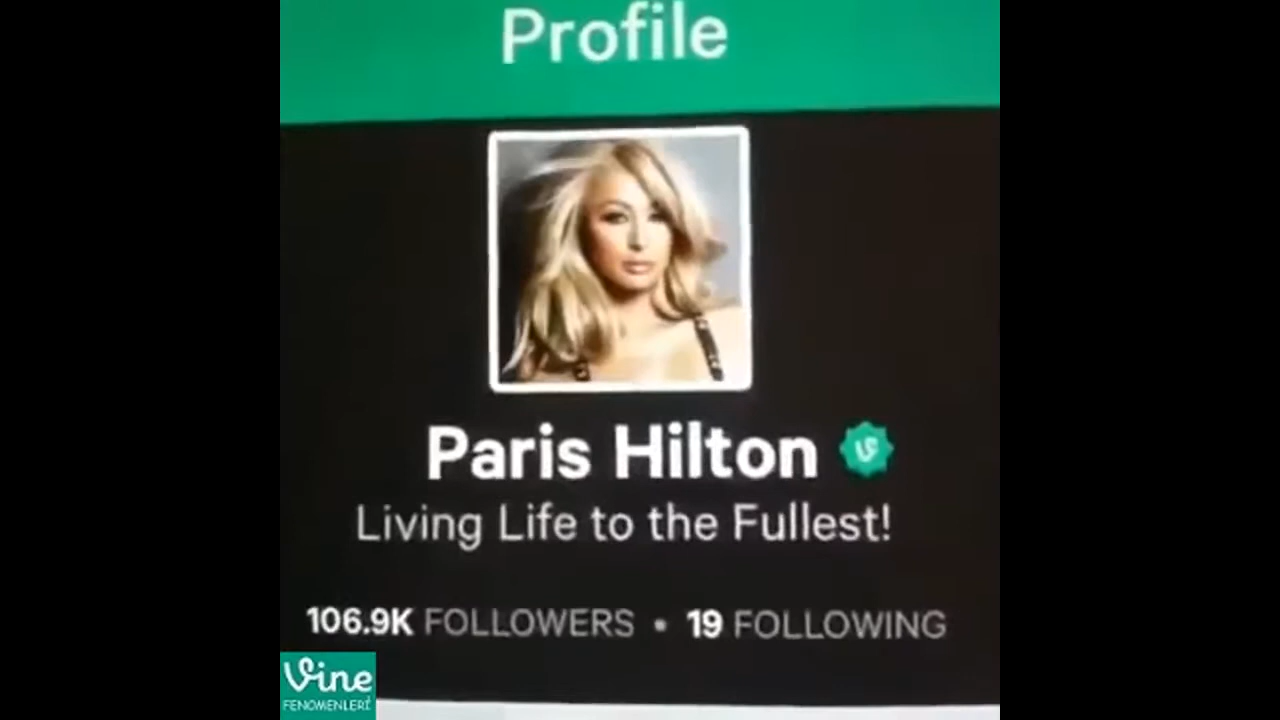 Profile
Paris Hilton
Living Life to the Fullest!
106.9K FOLLOWERS • 19 FOLLOWING
Vine
FENOMENLERİ